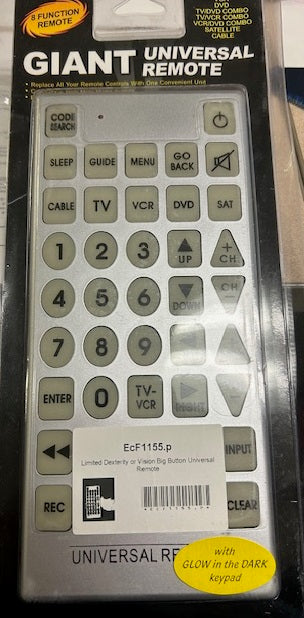 8 FUNCTION
REMOTE
DVD
TV/DVD COMBO
TV/VCR COMBO
VCR/DVD COMBO
SATELLITE
CABLE
GIANT UNIVERSAL
REMOTE
Replace All Your Remote Controls With One Convenient Unit
CODE
SEARCH
SLEEP GUIDE MENU GO
BACK
CABLE TV VCR DVD SAT
1 2 3 UP + CH
4 5 6 DOWN CH −
7 8 9
ENTER 0 TV-
VCR RIGHT
INPUT
EcF1155.p
Limited Dexterity or Vision Big Button Universal
Remote
REC CLEAR
UNIVERSAL RE
with
GLOW in the DARK
keypad